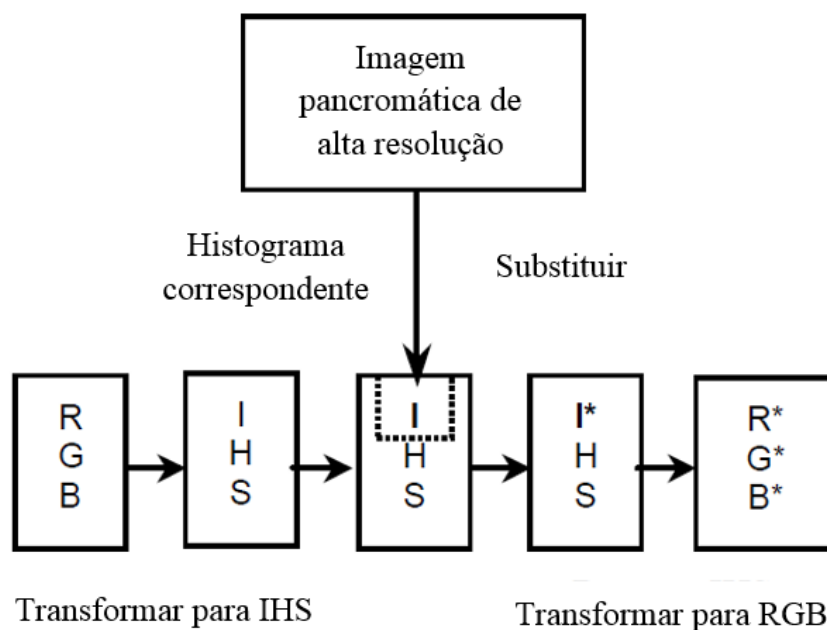 Imagem
pancromática de
alta resolução
Histograma
correspondente
Substituir
R
G
B
I
H
S
I
H
S
I*
H
S
R*
G*
B*
Transformar para IHS
Transformar para RGB